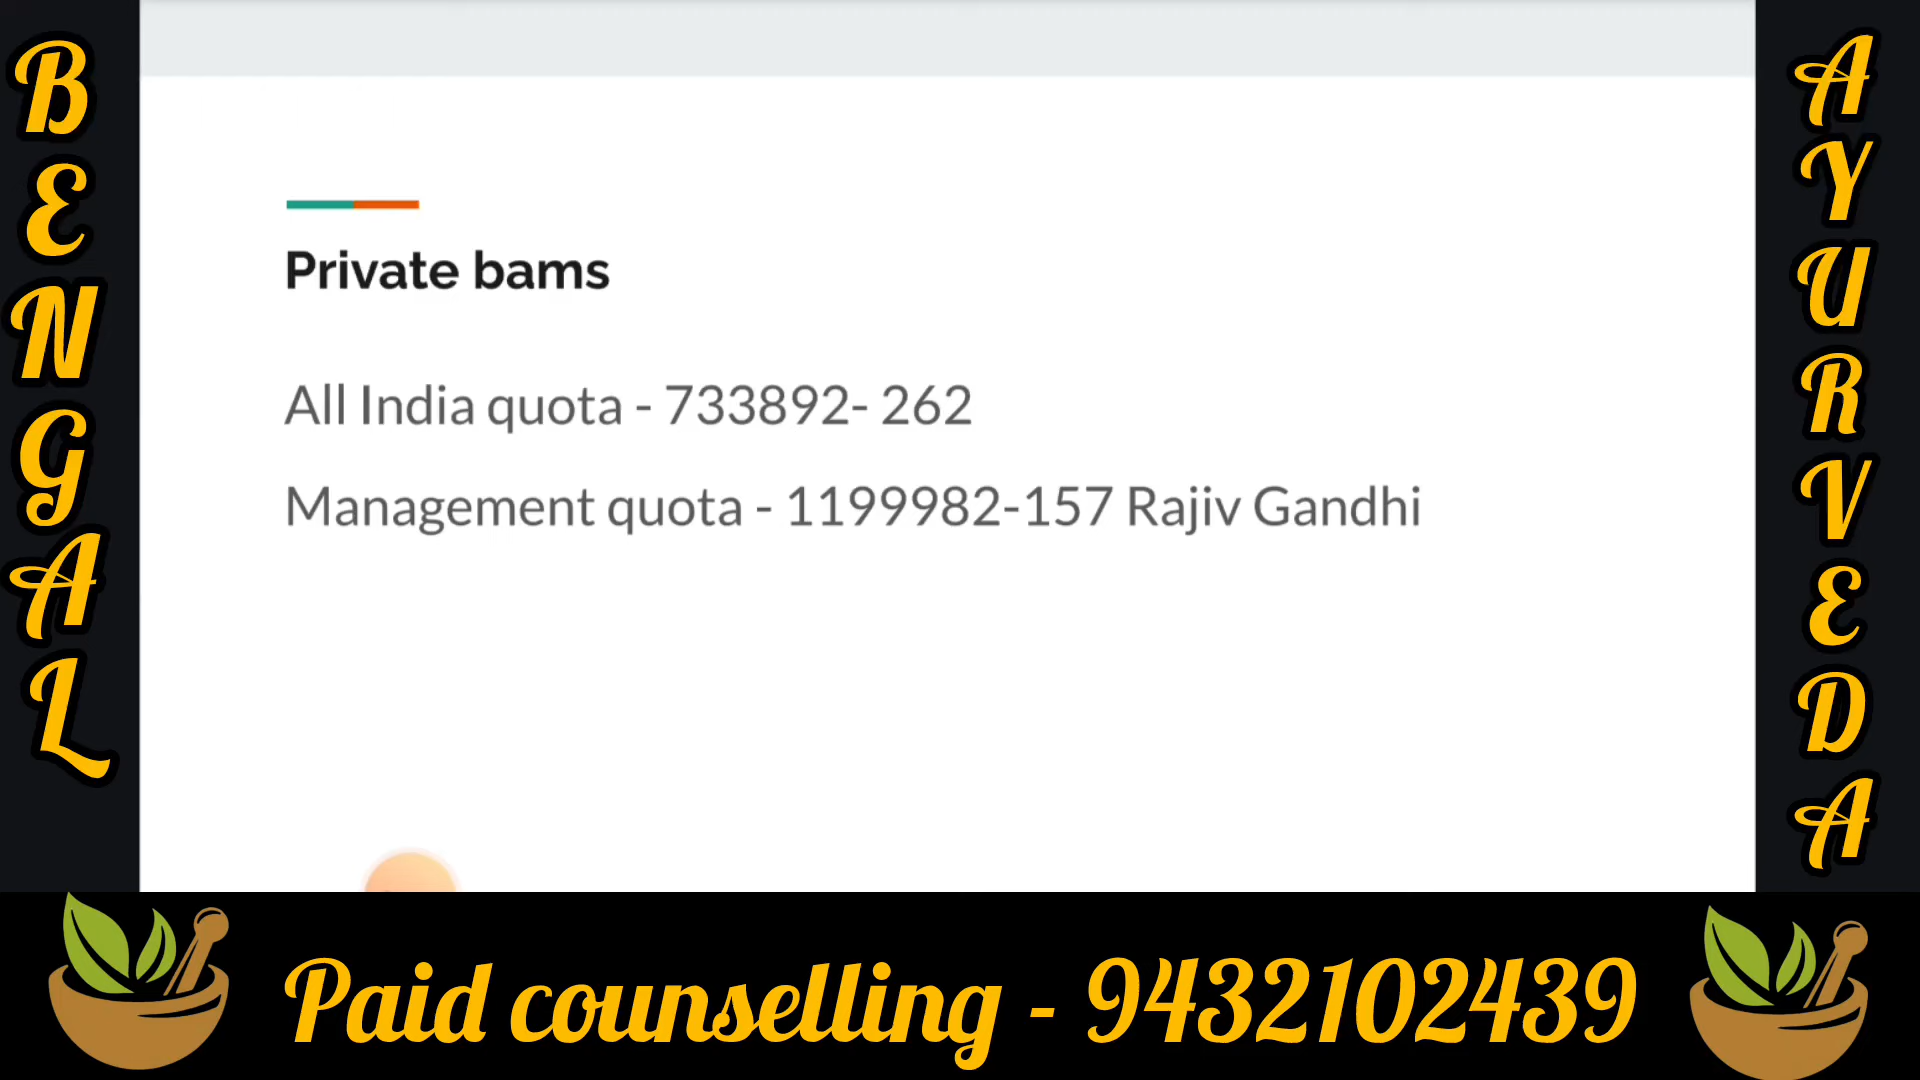 BENGAL
AYURVEDA
Private bams
All India quota - 733892- 262
Management quota - 1199982-157 Rajiv Gandhi
Paid counselling - 9432102439